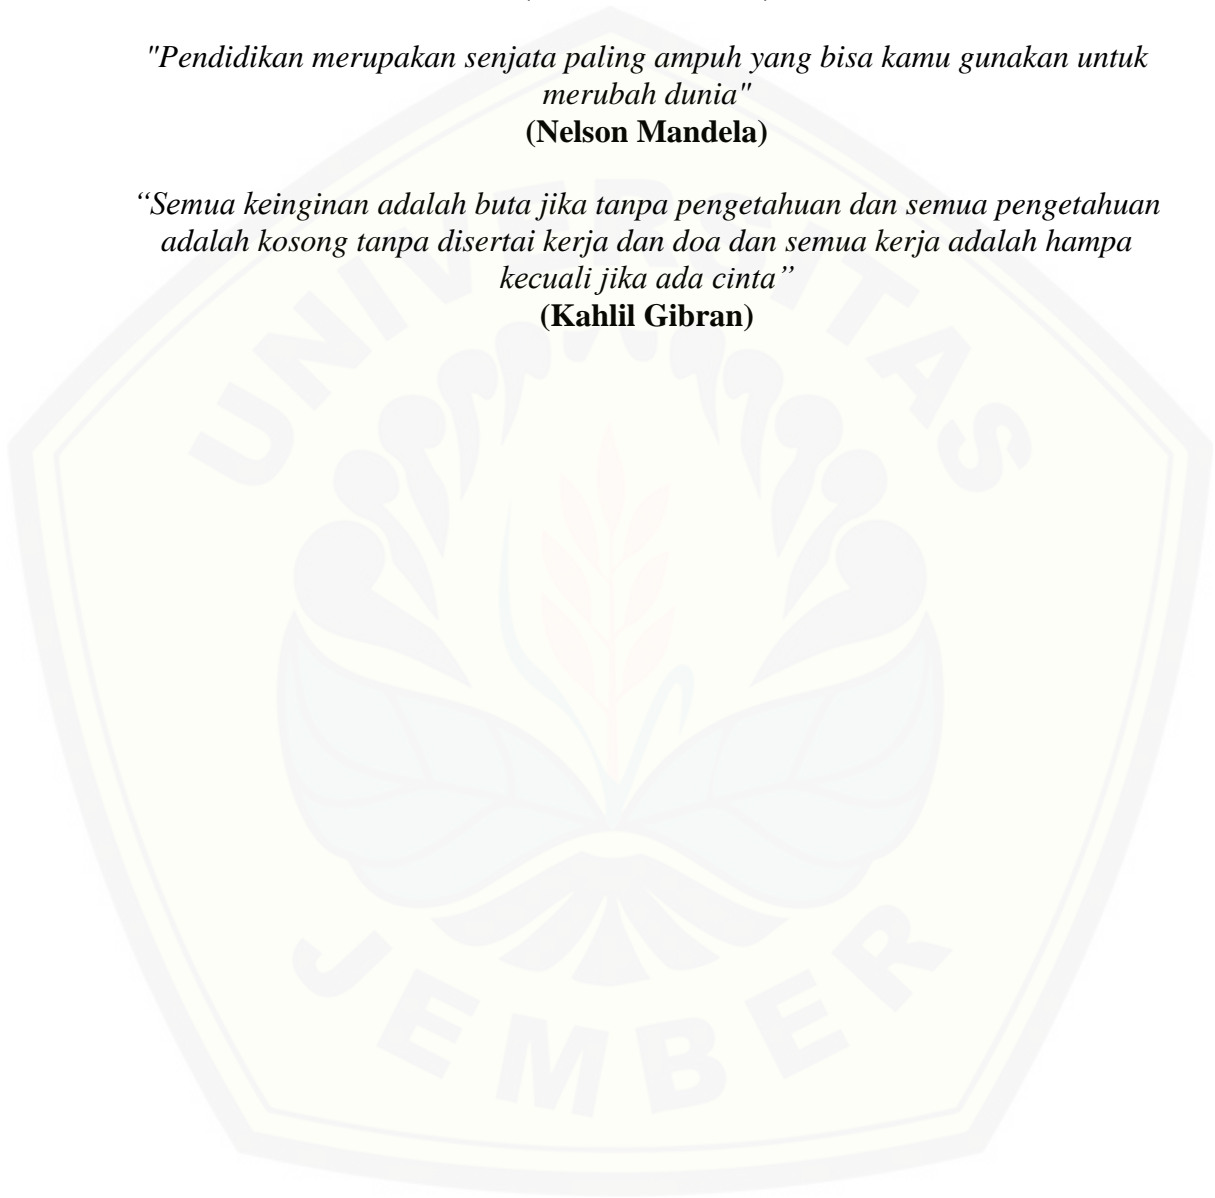 "Pendidikan merupakan senjata paling ampuh yang bisa kamu gunakan untuk
merubah dunia"
(Nelson Mandela)
“Semua keinginan adalah buta jika tanpa pengetahuan dan semua pengetahuan
adalah kosong tanpa disertai kerja dan doa dan semua kerja adalah hampa
kecuali jika ada cinta”
(Kahlil Gibran)
UNIVERSITAS
JEMBER